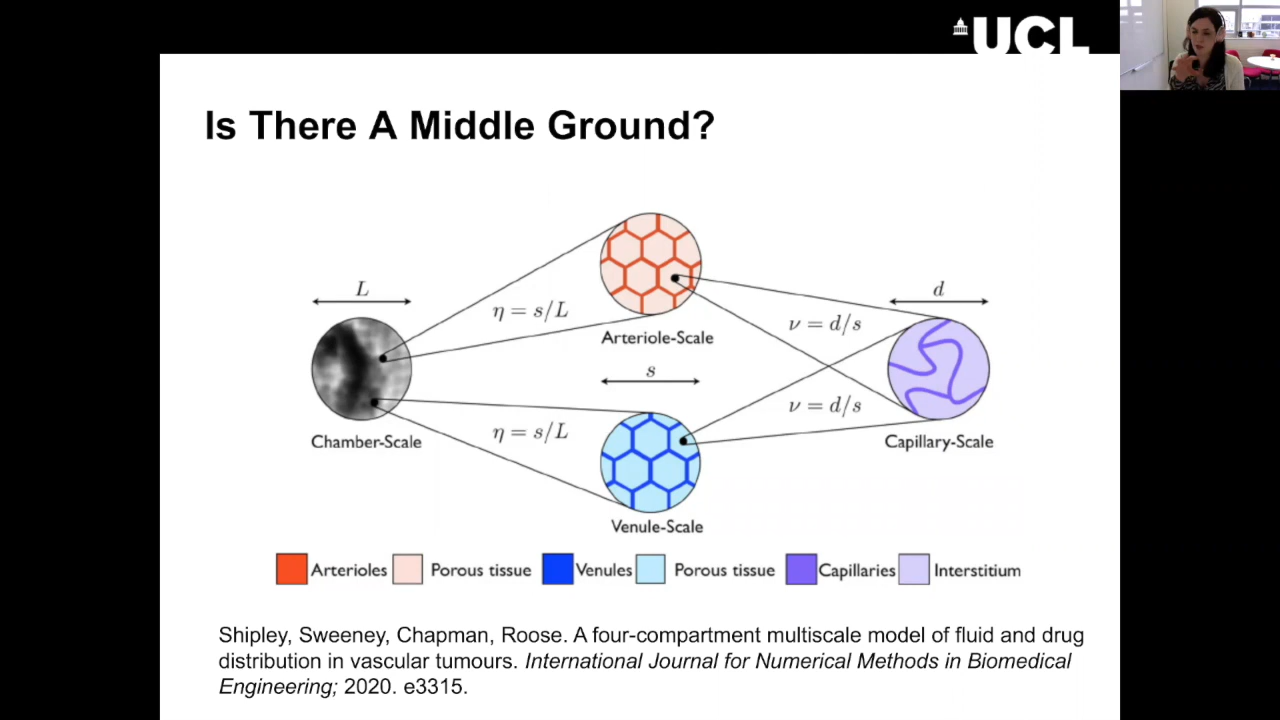 UCL
Is There A Middle Ground?
L
η = s/L
Arteriole-Scale
d
ν = d/s
s
Chamber-Scale
η = s/L
ν = d/s
Capillary-Scale
Venule-Scale
Arterioles Porous tissue Venules Porous tissue Capillaries Interstitium
Shipley, Sweeney, Chapman, Roose. A four-compartment multiscale model of fluid and drug
distribution in vascular tumours. International Journal for Numerical Methods in Biomedical
Engineering; 2020. e3315.